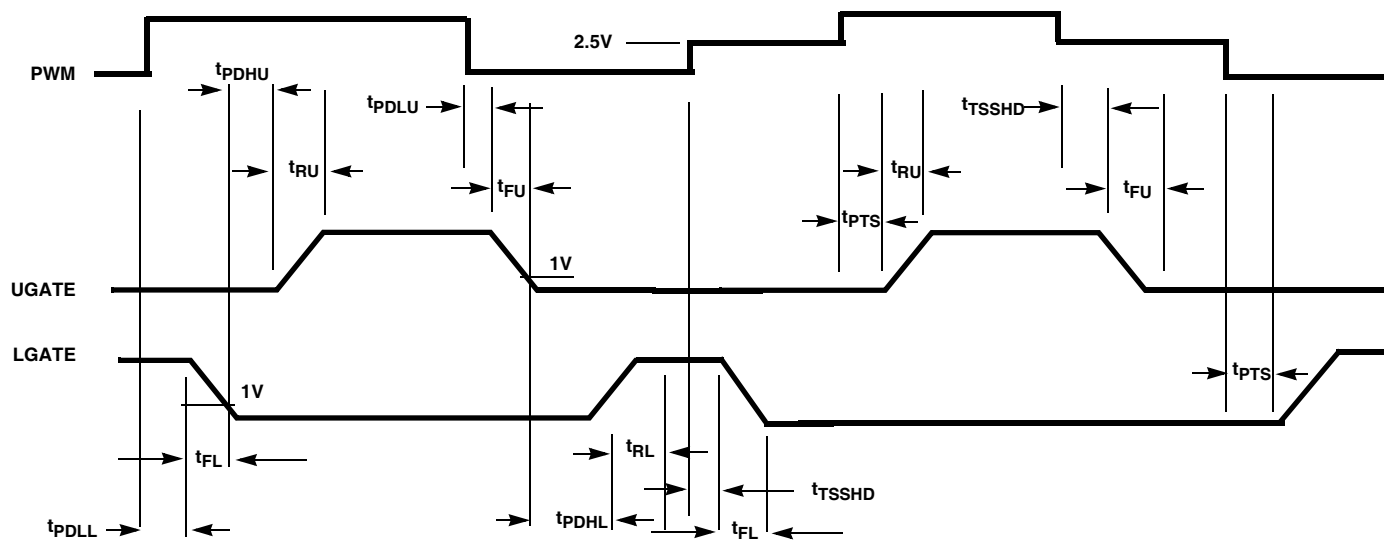 2.5V
PWM
tPDHU
tPDLU
tTSSHD
tRU
tFU
tRU
tFU
tPTS
1V
UGATE
LGATE
1V
tPTS
tFL
tRL
tTSSHD
tPDLL
tPDHL
tFL